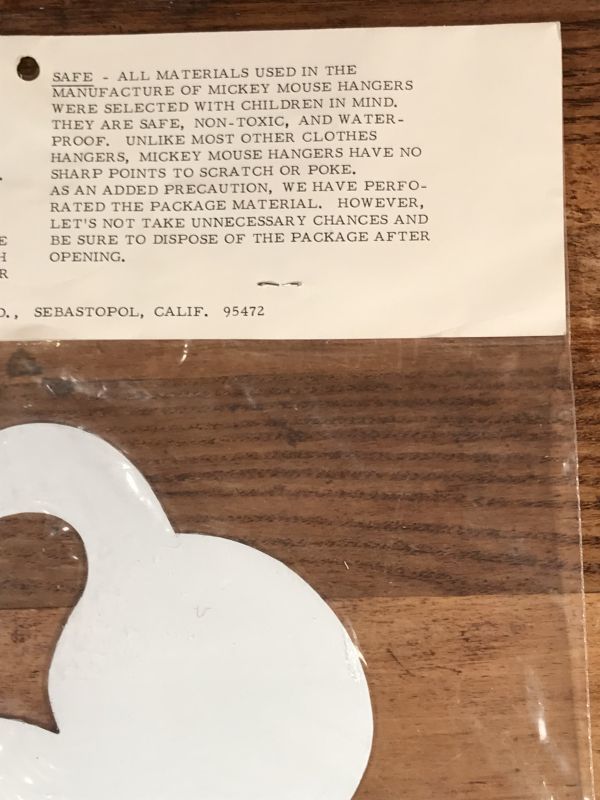 SAFE - ALL MATERIALS USED IN THE
MANUFACTURE OF MICKEY MOUSE HANGERS
WERE SELECTED WITH CHILDREN IN MIND.
THEY ARE SAFE, NON-TOXIC, AND WATER-
PROOF. UNLIKE MOST OTHER CLOTHES
HANGERS, MICKEY MOUSE HANGERS HAVE NO
SHARP POINTS TO SCRATCH OR POKE.
AS AN ADDED PRECAUTION, WE HAVE PERFO-
RATED THE PACKAGE MATERIAL. HOWEVER,
LET'S NOT TAKE UNNECESSARY CHANCES AND
BE SURE TO DISPOSE OF THE PACKAGE AFTER
OPENING.
SEBASTOPOL, CALIF. 95472